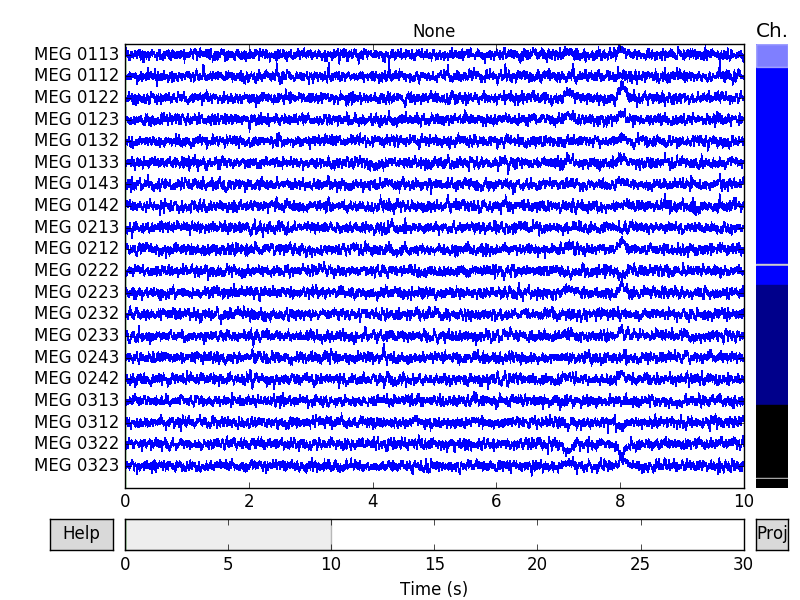 None
Ch.
MEG 0113
MEG 0112
MEG 0122
MEG 0123
MEG 0132
MEG 0133
MEG 0143
MEG 0142
MEG 0213
MEG 0212
MEG 0222
MEG 0223
MEG 0232
MEG 0233
MEG 0243
MEG 0242
MEG 0313
MEG 0312
MEG 0322
MEG 0323
0 2 4 6 8 10
Help
Proj
0 5 10 15 20 25 30
Time (s)